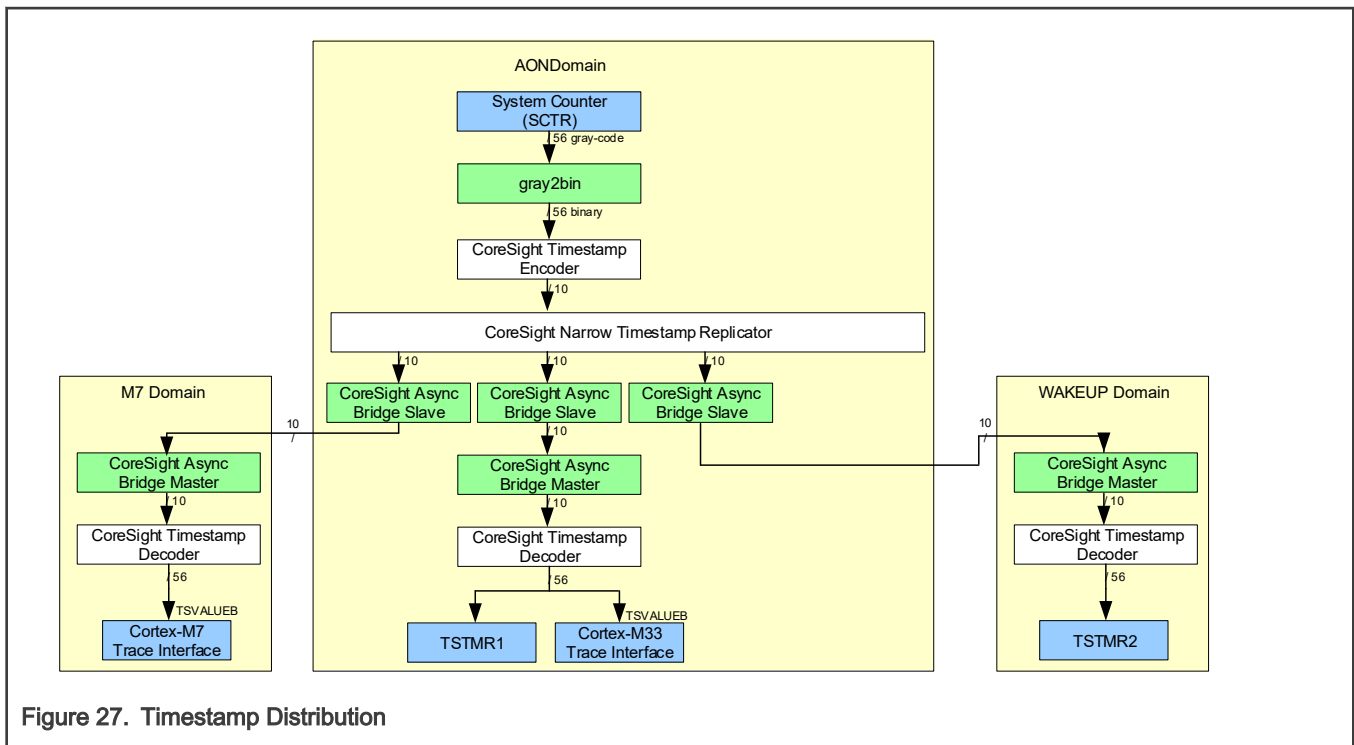 AONDomain
System Counter
(SCTR)
/ 56 gray-code
gray2bin
/ 56 binary
CoreSight Timestamp
Encoder
/ 10
CoreSight Narrow Timestamp Replicator
/ 10
/ 10
/ 10
CoreSight Async
Bridge Slave
CoreSight Async
Bridge Slave
CoreSight Async
Bridge Slave
/ 10
CoreSight Async
Bridge Master
/ 10
CoreSight Timestamp
Decoder
/ 56
TSTMR1
TSVALUEB
Cortex-M33
Trace Interface
M7 Domain
10
/
CoreSight Async
Bridge Master
/ 10
CoreSight Timestamp
Decoder
/ 56
TSVALUEB
Cortex-M7
Trace Interface
WAKEUP Domain
10
/
CoreSight Async
Bridge Master
/ 10
CoreSight Timestamp
Decoder
/ 56
TSTMR2
Figure 27. Timestamp Distribution